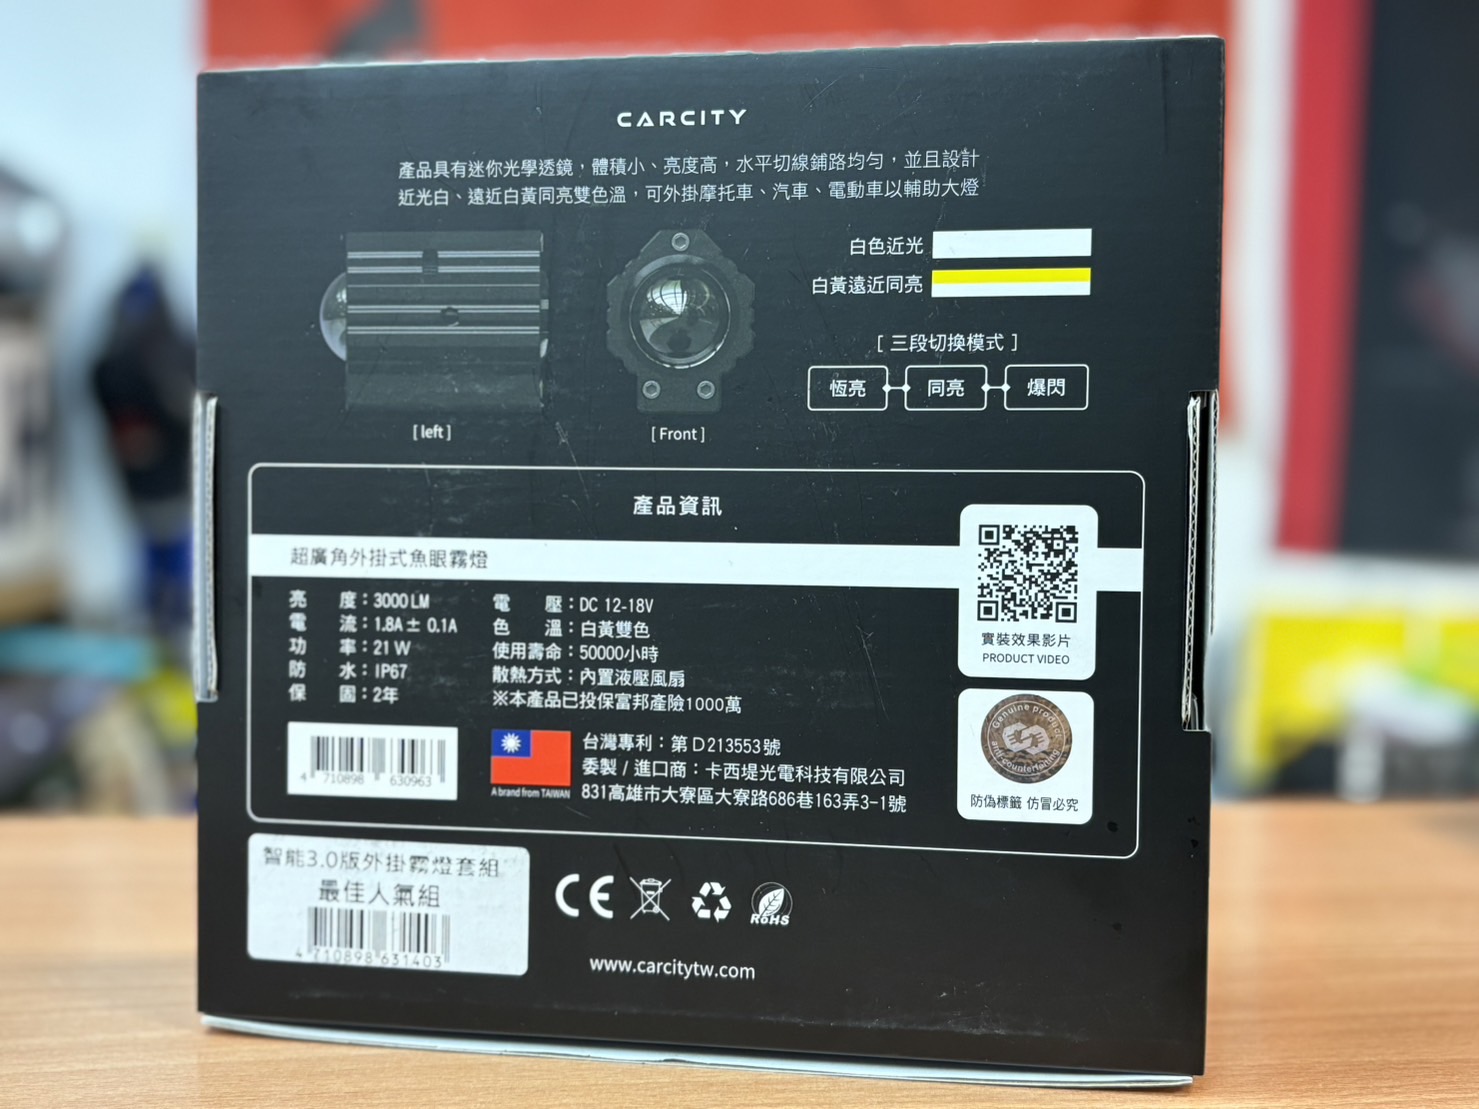 CARCITY
產品具有迷你光學透鏡，體積小、亮度高，水平切線鋪路均勻，並且設計
近光白、遠近白黃同亮雙色溫，可外掛摩托車、汽車、電動車以輔助大燈
白色近光
白黃遠近同亮
[ 三段切換模式 ]
恆亮 同亮 爆閃
[ left ]
[ Front ]
產品資訊
超廣角外掛式魚眼霧燈
亮 度：3000 LM 電 壓：DC 12-18V
電 流：1.8A ± 0.1A 色 溫：白黃雙色
功 率：21 W 使用壽命：50000小時
防 水：IP67 散熱方式：內置液壓風扇
保 固：2年 ※本產品已投保富邦產險1000萬
實裝效果影片
PRODUCT VIDEO
4 710898 630963
A brand from TAIWAN
台灣專利：第 D 213553 號
委製 / 進口商：卡西堤光電科技有限公司
831高雄市大寮區大寮路686巷163弄3-1號
Genuine product
anti-counterfeiting
防偽標籤 仿冒必究
智能3.0版外掛霧燈套組
最佳人氣組
4 710898 631403
CE
RoHS
www.carcitytw.com